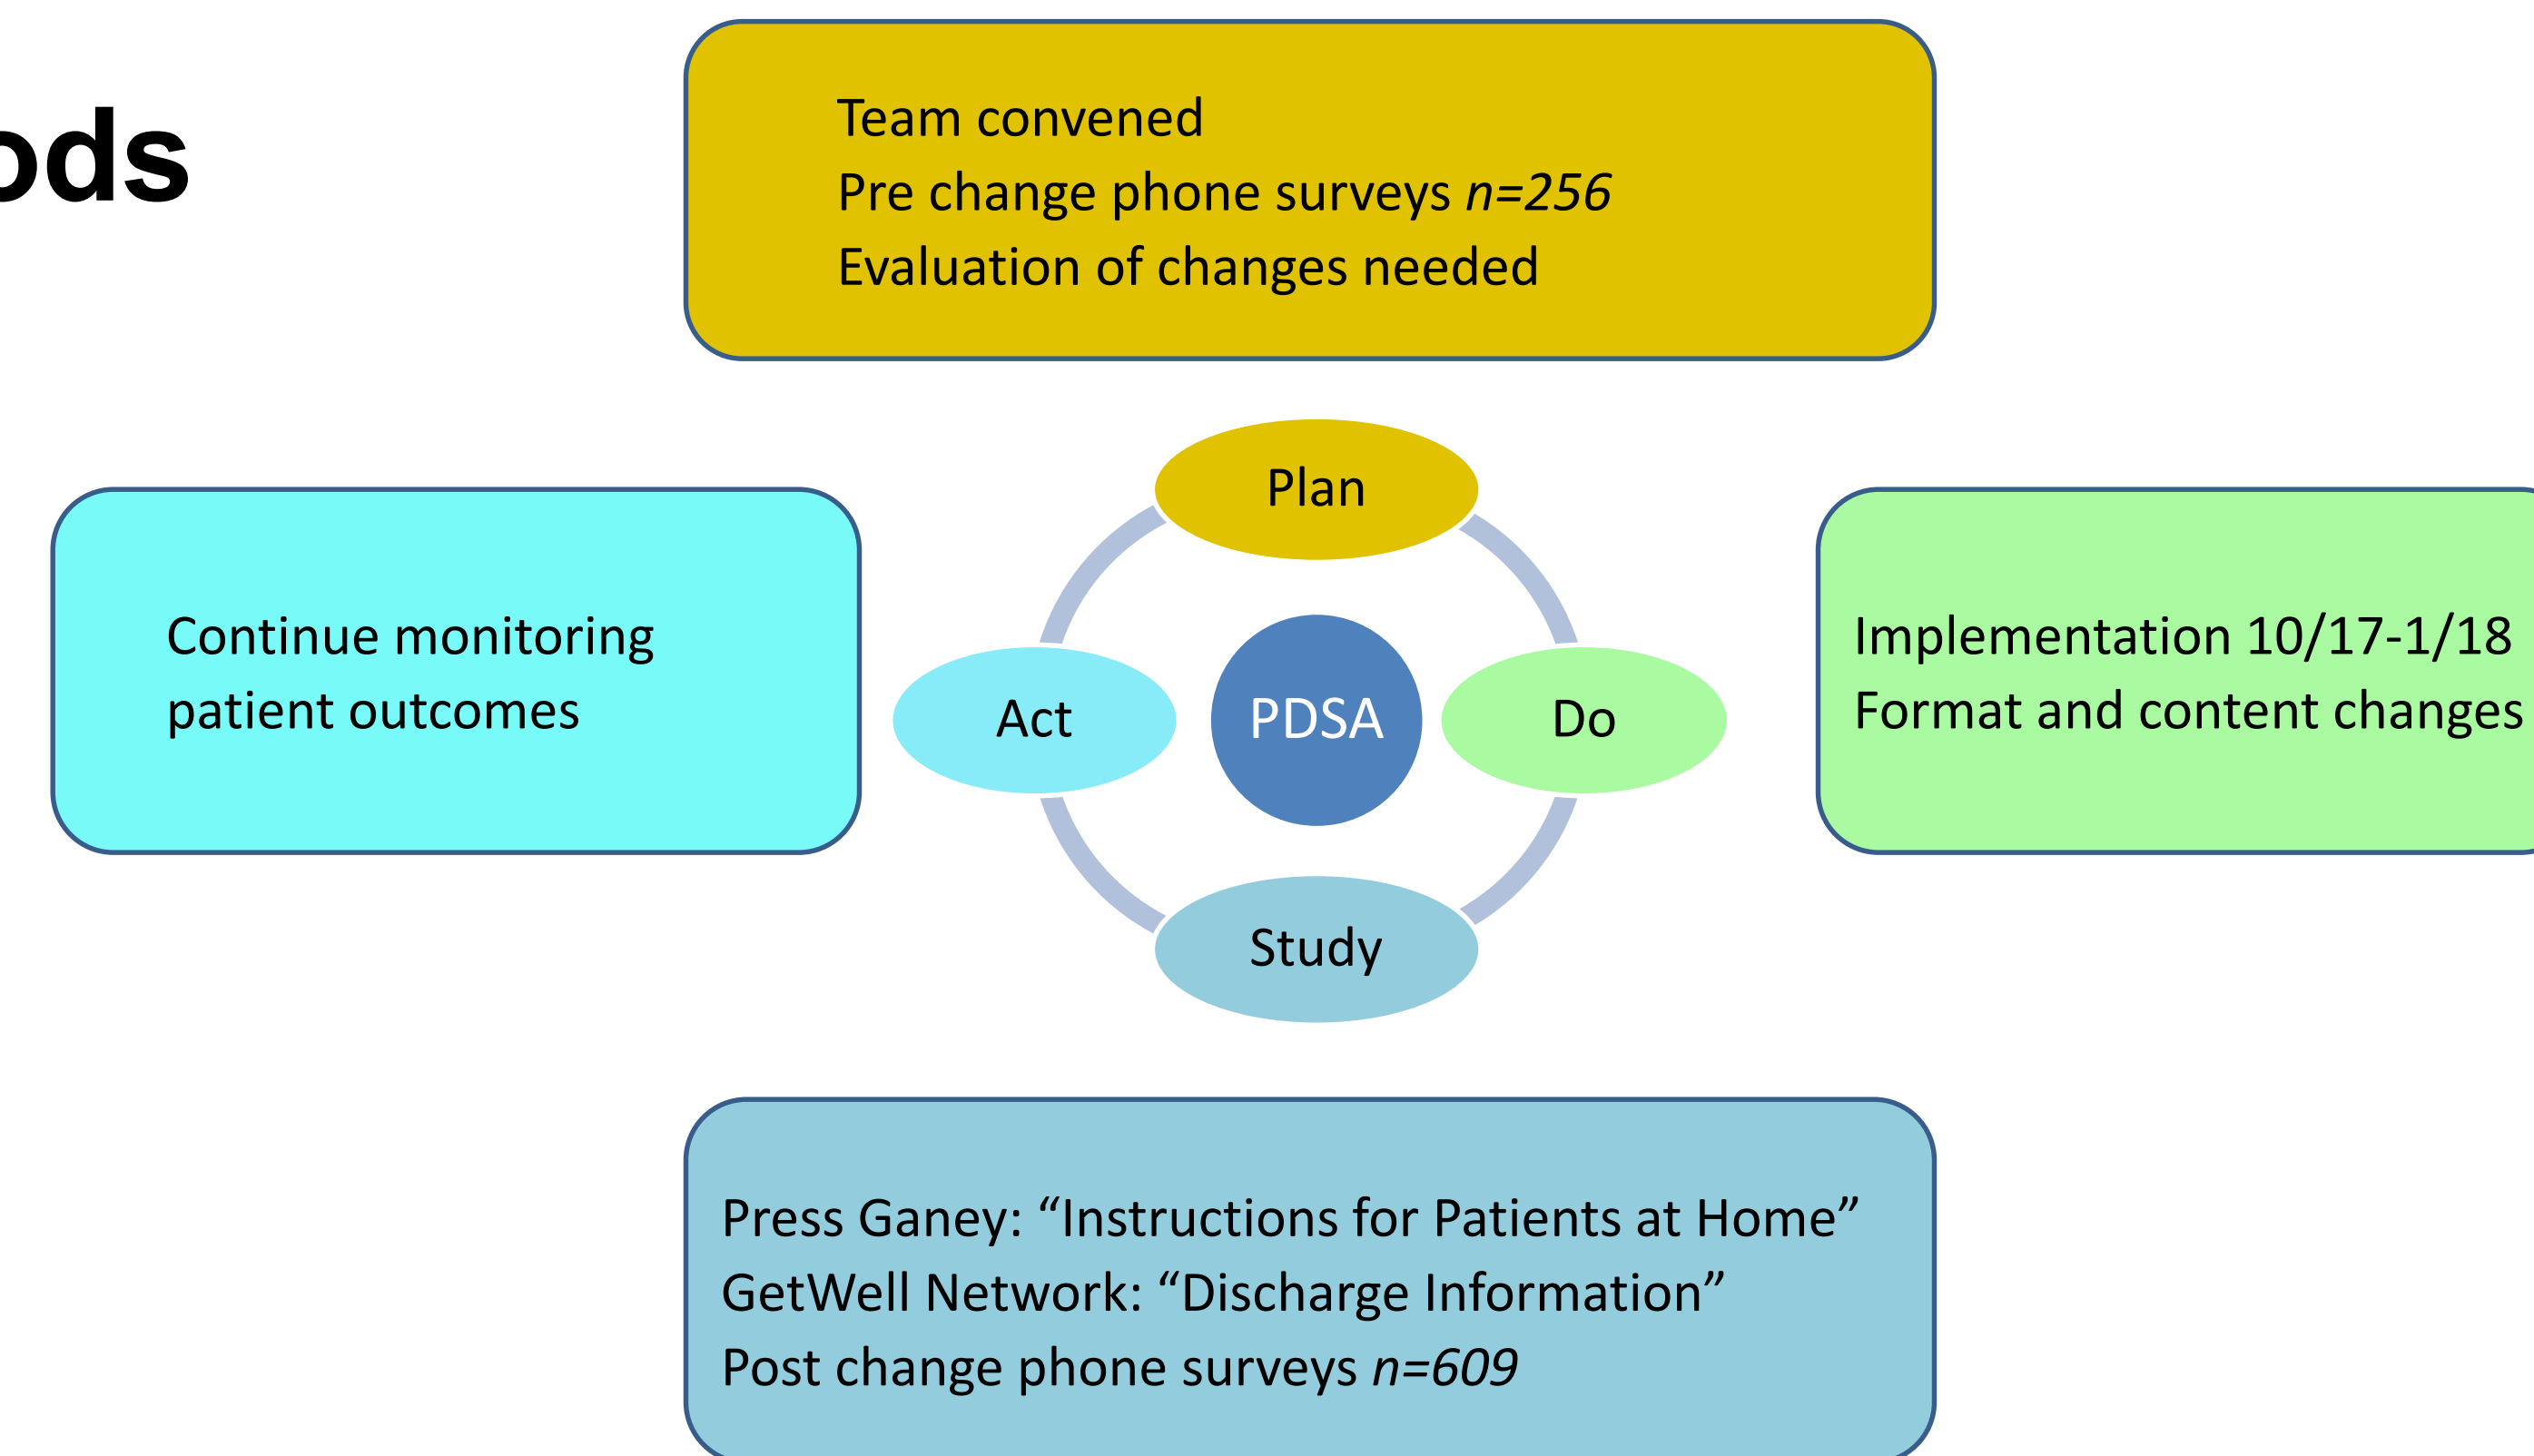 ods
Team convened
Pre change phone surveys n=256
Evaluation of changes needed
Plan
Continue monitoring
patient outcomes
Act
PDSA
Do
Implementation 10/17-1/18
Format and content changes
Study
Press Ganey: “Instructions for Patients at Home”
GetWell Network: “Discharge Information”
Post change phone surveys n=609